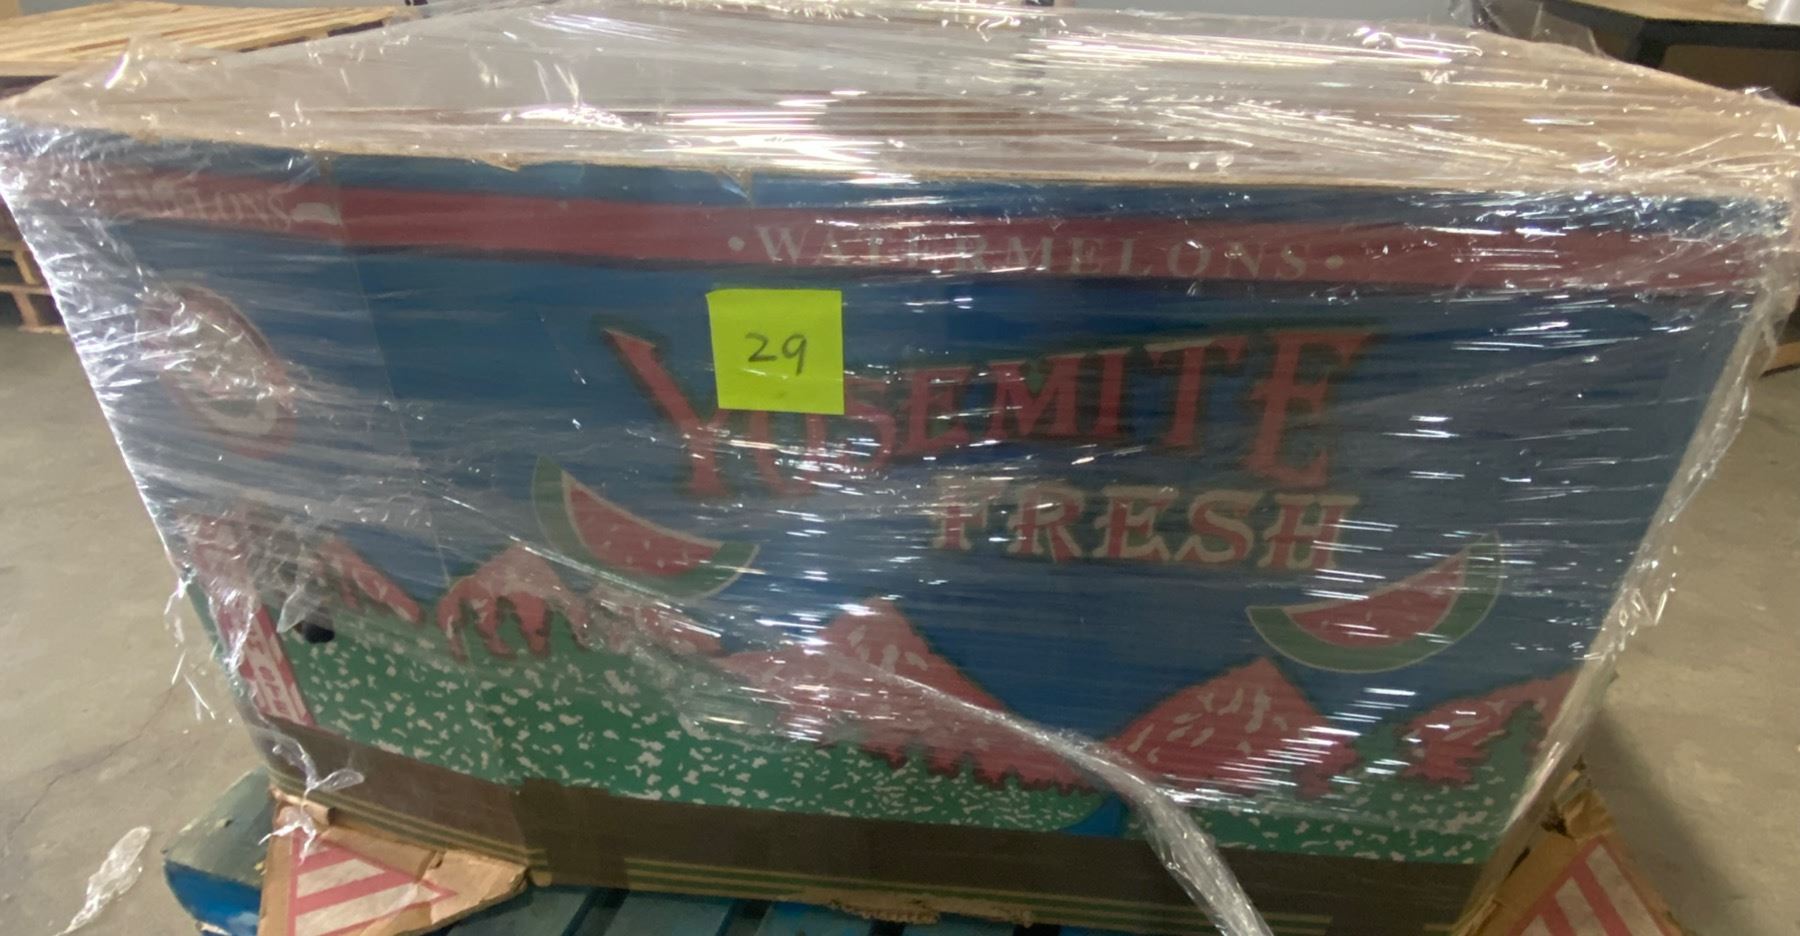 • WATERMELONS •
29
YOSEMITE
FRESH